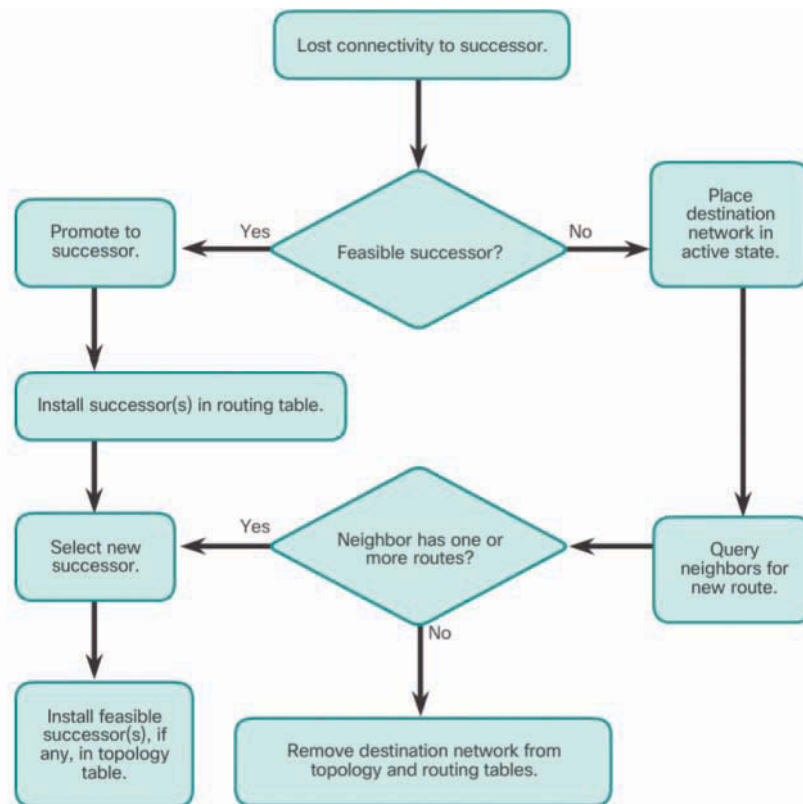 Lost connectivity to successor.
Feasible successor?
Yes
No
Promote to
successor.
Place
destination
network in
active state.
Install successor(s) in routing table.
Neighbor has one or
more routes?
Yes
No
Select new
successor.
Query
neighbors for
new route.
Install feasible
successor(s), if
any, in topology
table.
Remove destination network from
topology and routing tables.